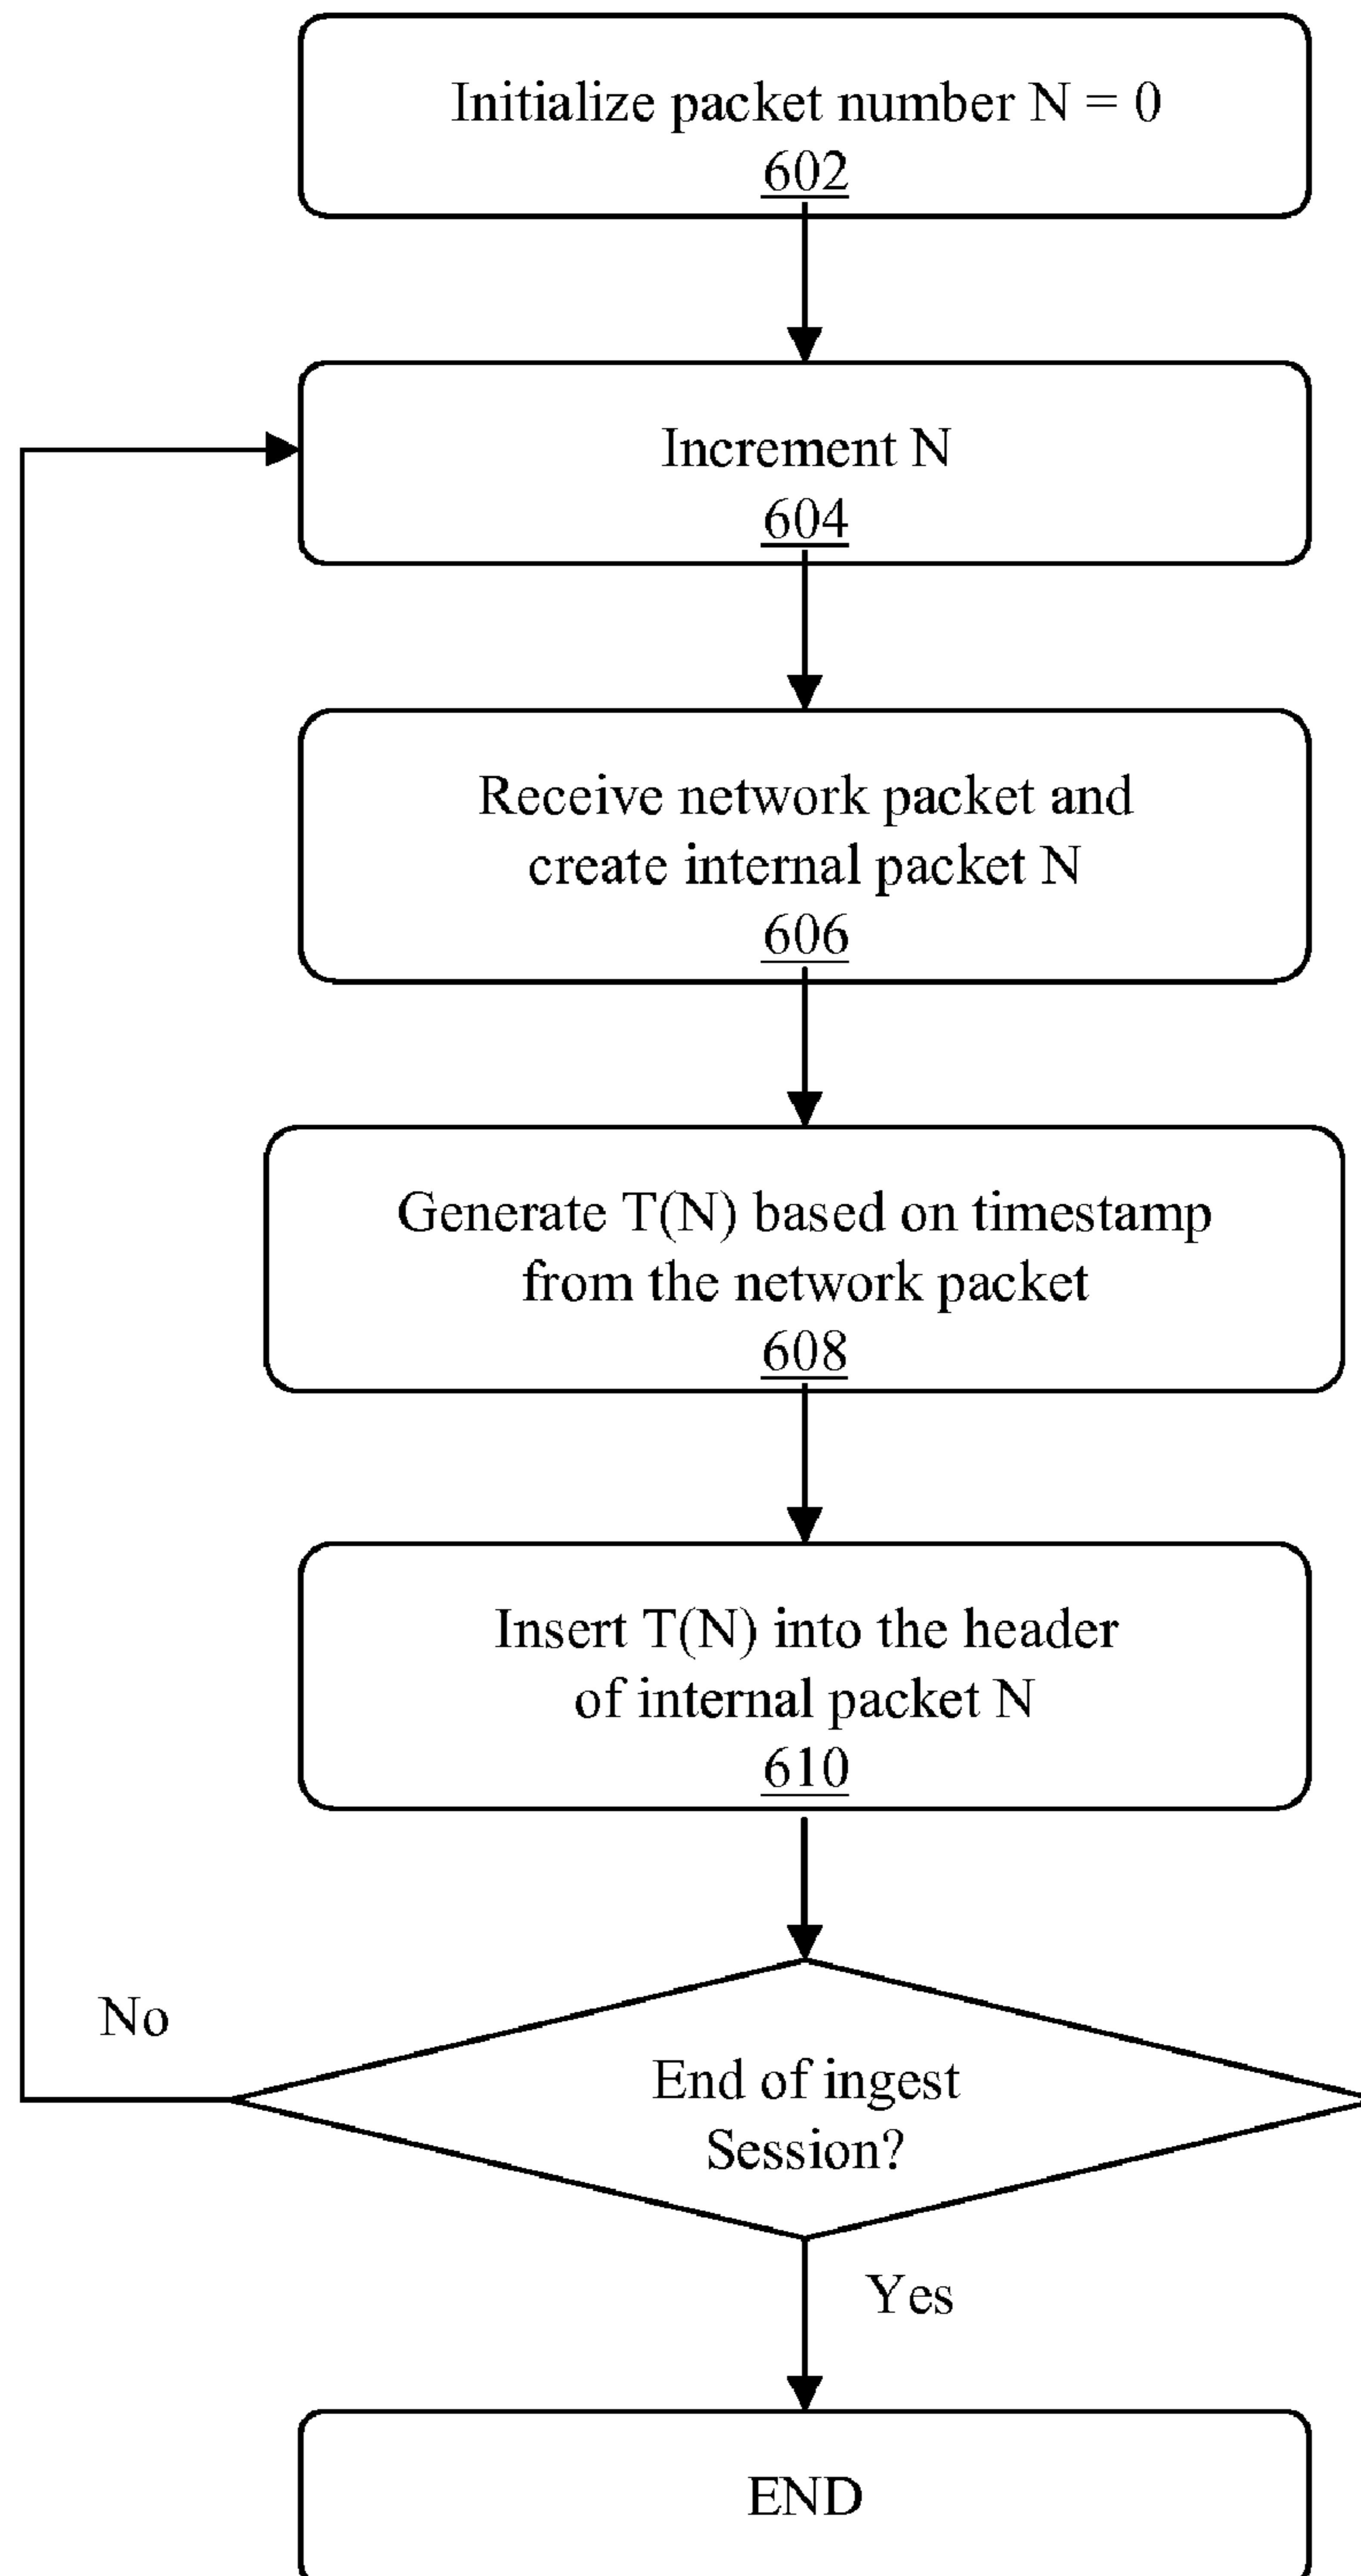 Initialize packet number N = 0
602
Increment N
604
Receive network packet and
create internal packet N
606
Generate T(N) based on timestamp
from the network packet
608
Insert T(N) into the header
of internal packet N
610
No
End of ingest
Session?
Yes
END